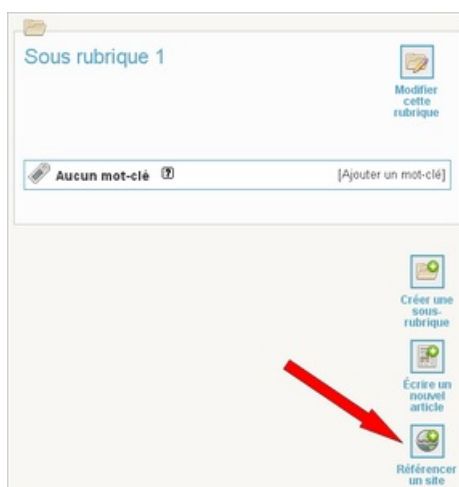 Sous rubrique 1
Modifier
cette
rubrique
Aucun mot-clé ?
[Ajouter un mot-clé]
Créer une
sous-
rubrique
Écrire un
nouvel
article
Référencer
un site